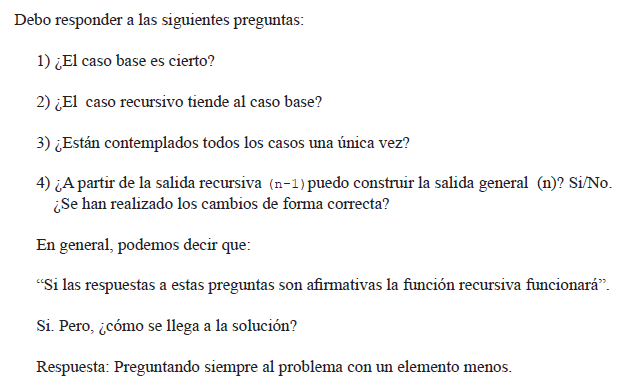 Debo responder a las siguientes preguntas:
1) ¿El caso base es cierto?
2) ¿El caso recursivo tiende al caso base?
3) ¿Están contemplados todos los casos una única vez?
4) ¿A partir de la salida recursiva (n-1) puedo construir la salida general (n)? Si/No.
¿Se han realizado los cambios de forma correcta?
En general, podemos decir que:
“Si las respuestas a estas preguntas son afirmativas la función recursiva funcionará”.
Si. Pero, ¿cómo se llega a la solución?
Respuesta: Preguntando siempre al problema con un elemento menos.